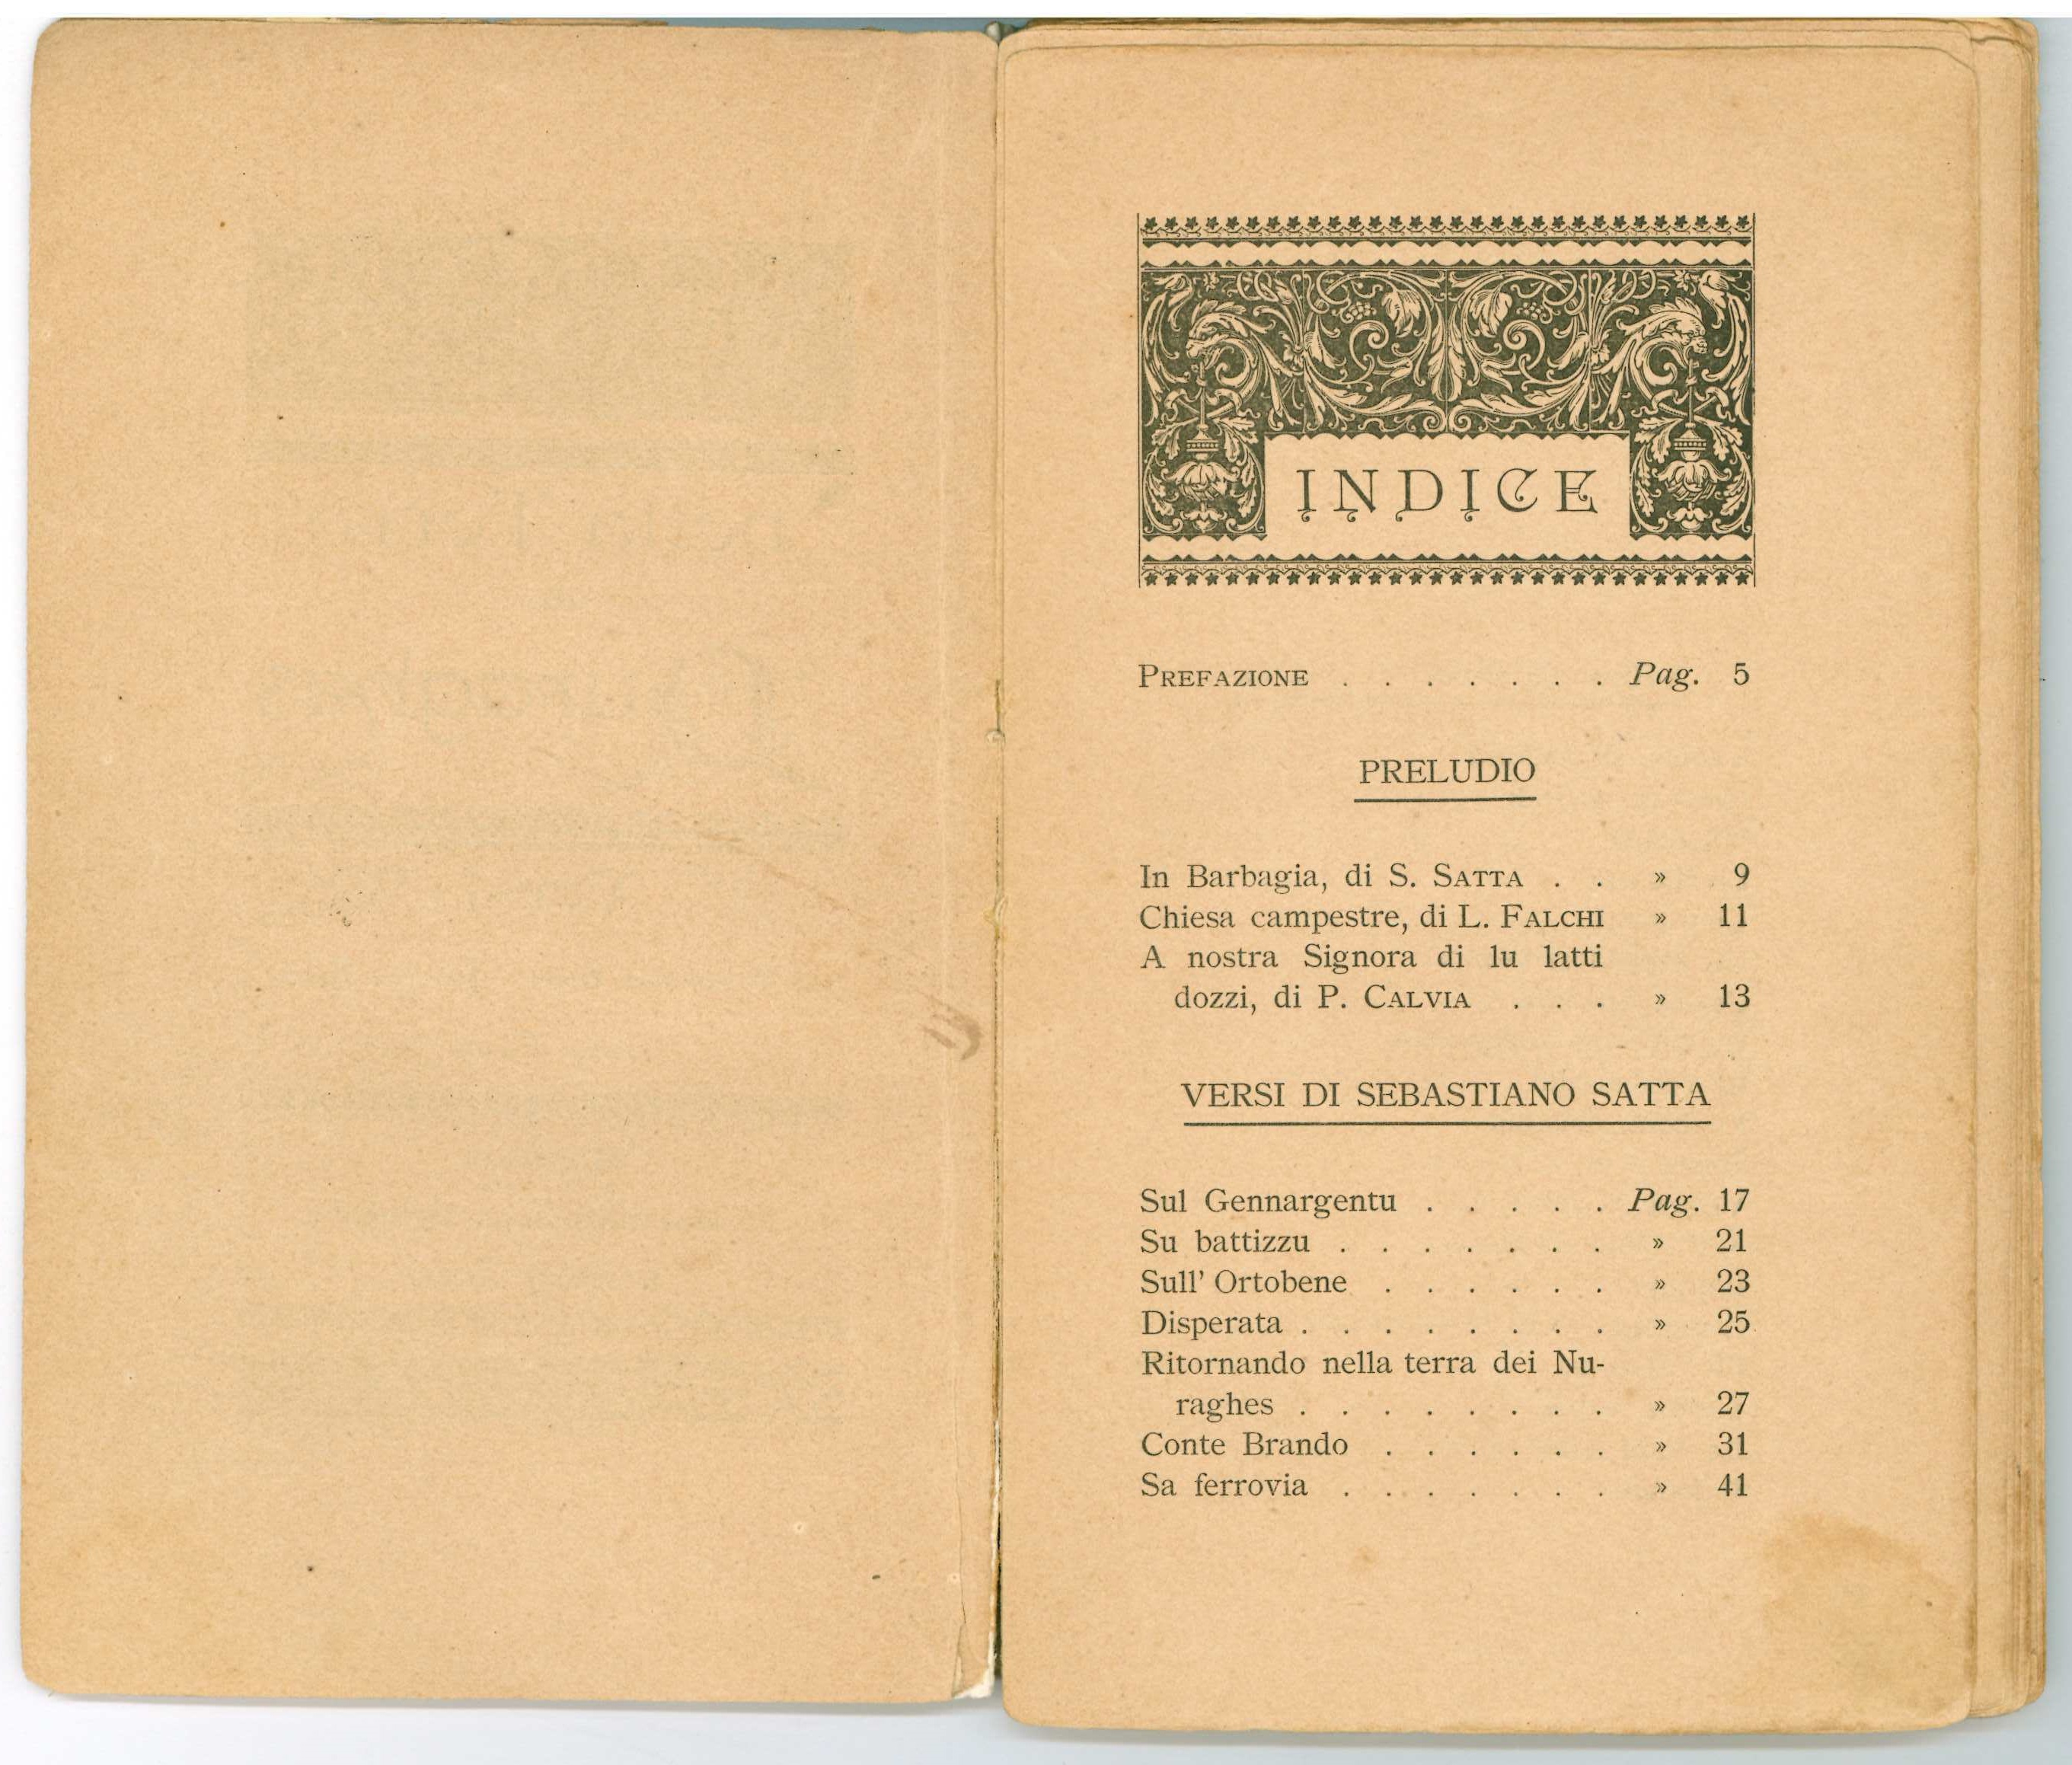 INDICE
PREFAZIONE . . . . . . . Pag. 5
PRELUDIO
In Barbagia, di S. SATTA . . » 9
Chiesa campestre, di L. FALCHI » 11
A nostra Signora di lu latti
dozzi, di P. CALVIA . . . » 13
VERSI DI SEBASTIANO SATTA
Sul Gennargentu . . . . . Pag. 17
Su battizzu . . . . . . . » 21
Sull' Ortobene . . . . . . » 23
Disperata . . . . . . . . » 25
Ritornando nella terra dei Nu-
raghes . . . . . . . . » 27
Conte Brando . . . . . . » 31
Sa ferrovia . . . . . . . » 41